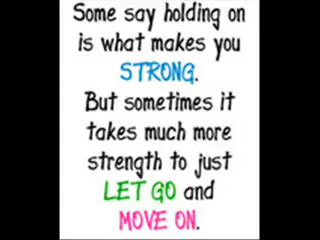 Some say holding on
is what makes you
STRONG.
But sometimes it
takes much more
strength to just
LET GO and
MOVE ON.